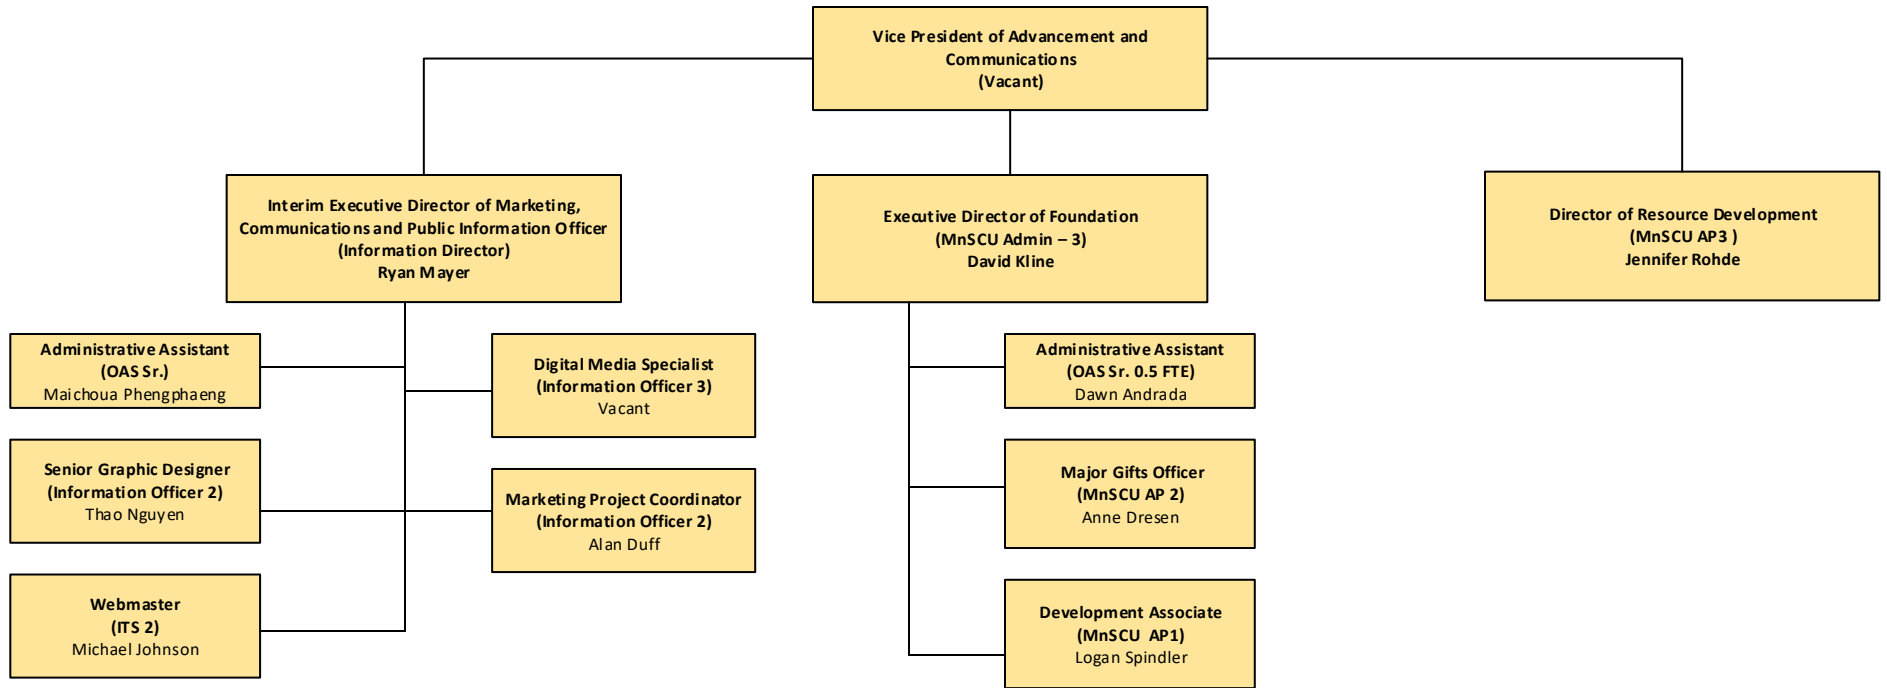 Vice President of Advancement and
Communications
(Vacant)
Interim Executive Director of Marketing,
Communications and Public Information Officer
(Information Director)
Ryan Mayer
Executive Director of Foundation
(MnSCU Admin – 3)
David Kline
Director of Resource Development
(MnSCU AP3 )
Jennifer Rohde
Administrative Assistant
(OAS Sr.)
Maichoua Phengphaeng
Digital Media Specialist
(Information Officer 3)
Vacant
Senior Graphic Designer
(Information Officer 2)
Thao Nguyen
Marketing Project Coordinator
(Information Officer 2)
Alan Duff
Webmaster
(ITS 2)
Michael Johnson
Administrative Assistant
(OAS Sr. 0.5 FTE)
Dawn Andrada
Major Gifts Officer
(MnSCU AP 2)
Anne Dresen
Development Associate
(MnSCU AP1)
Logan Spindler